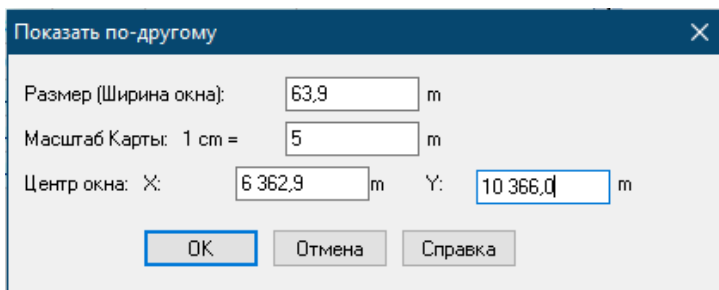 Показать по-другому
Размер (Ширина окна): 63,9 m
Масштаб Карты: 1 cm = 5 m
Центр окна: X: 6 362,9 m Y: 10 366,0 m
OK Отмена Справка